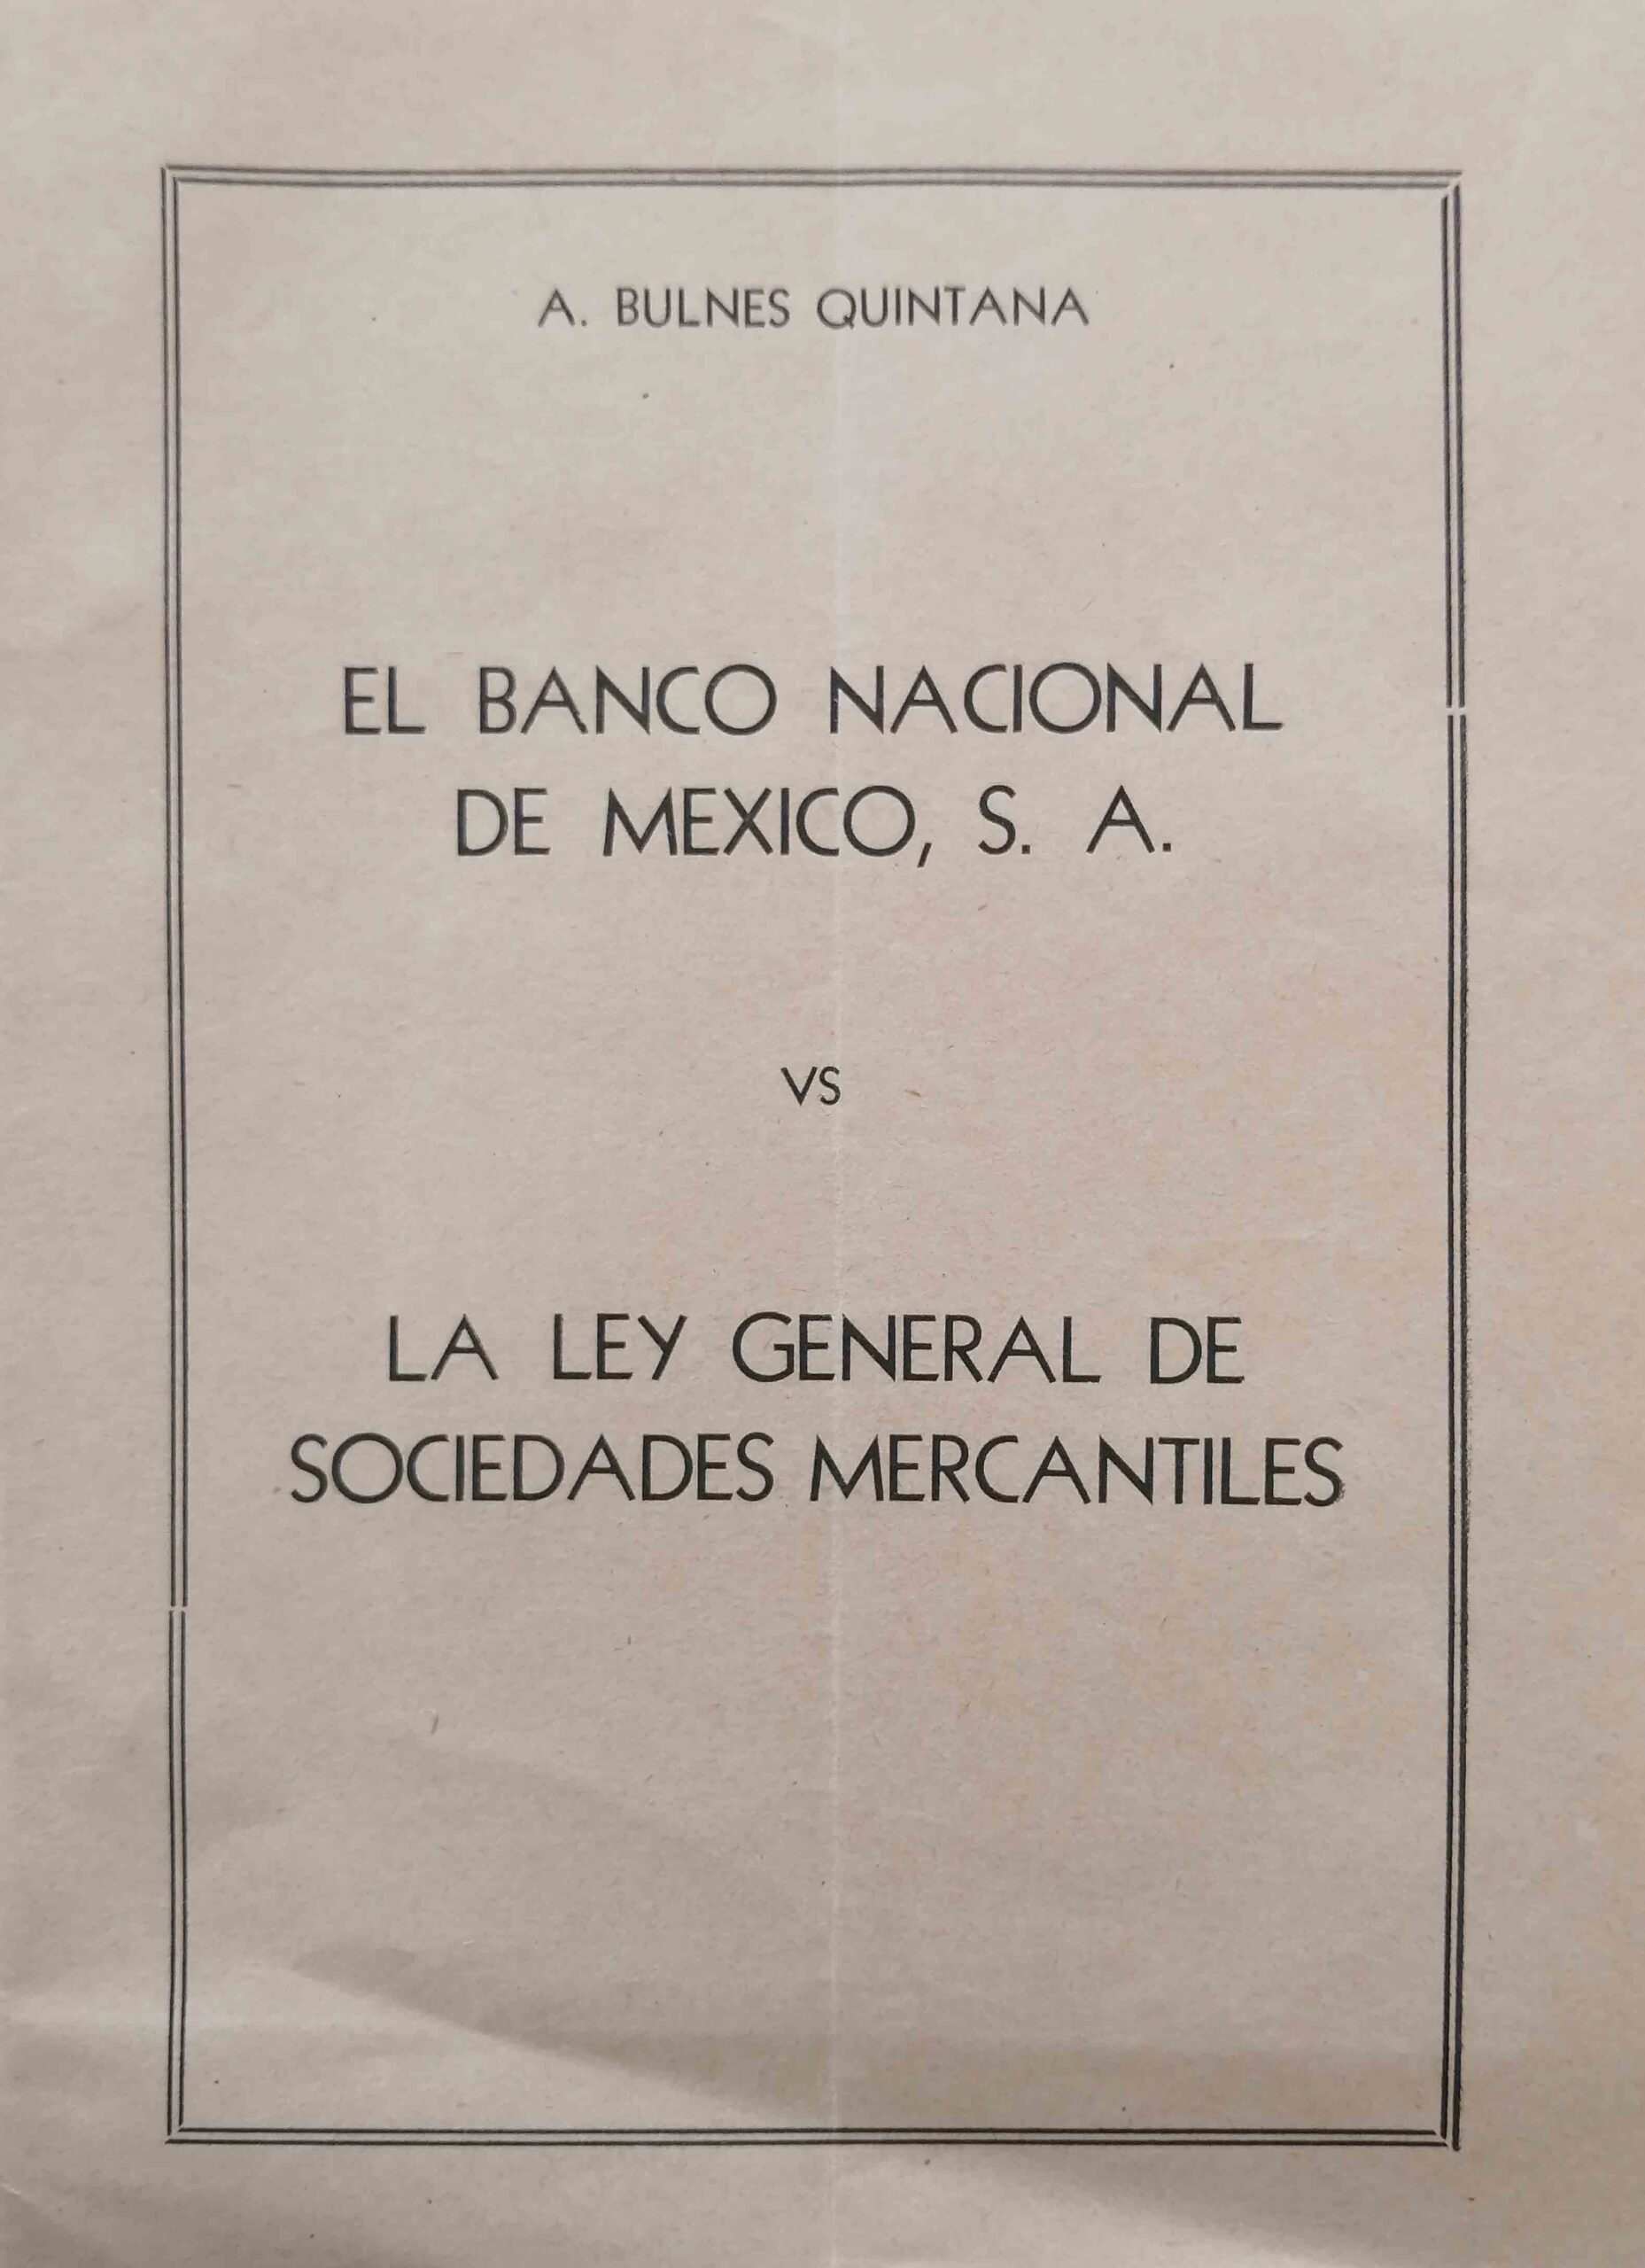 A. BULNES QUINTANA
EL BANCO NACIONAL
DE MEXICO, S. A.
VS
LA LEY GENERAL DE
SOCIEDADES MERCANTILES